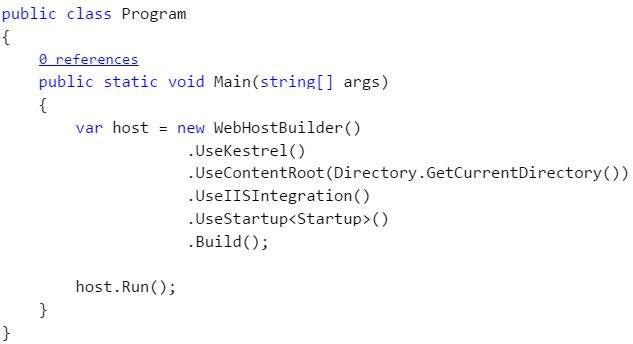 public class Program
{
    0 references
    public static void Main(string[] args)
    {
        var host = new WebHostBuilder()
                    .UseKestrel()
                    .UseContentRoot(Directory.GetCurrentDirectory())
                    .UseIISIntegration()
                    .UseStartup<Startup>()
                    .Build();

        host.Run();
    }
}